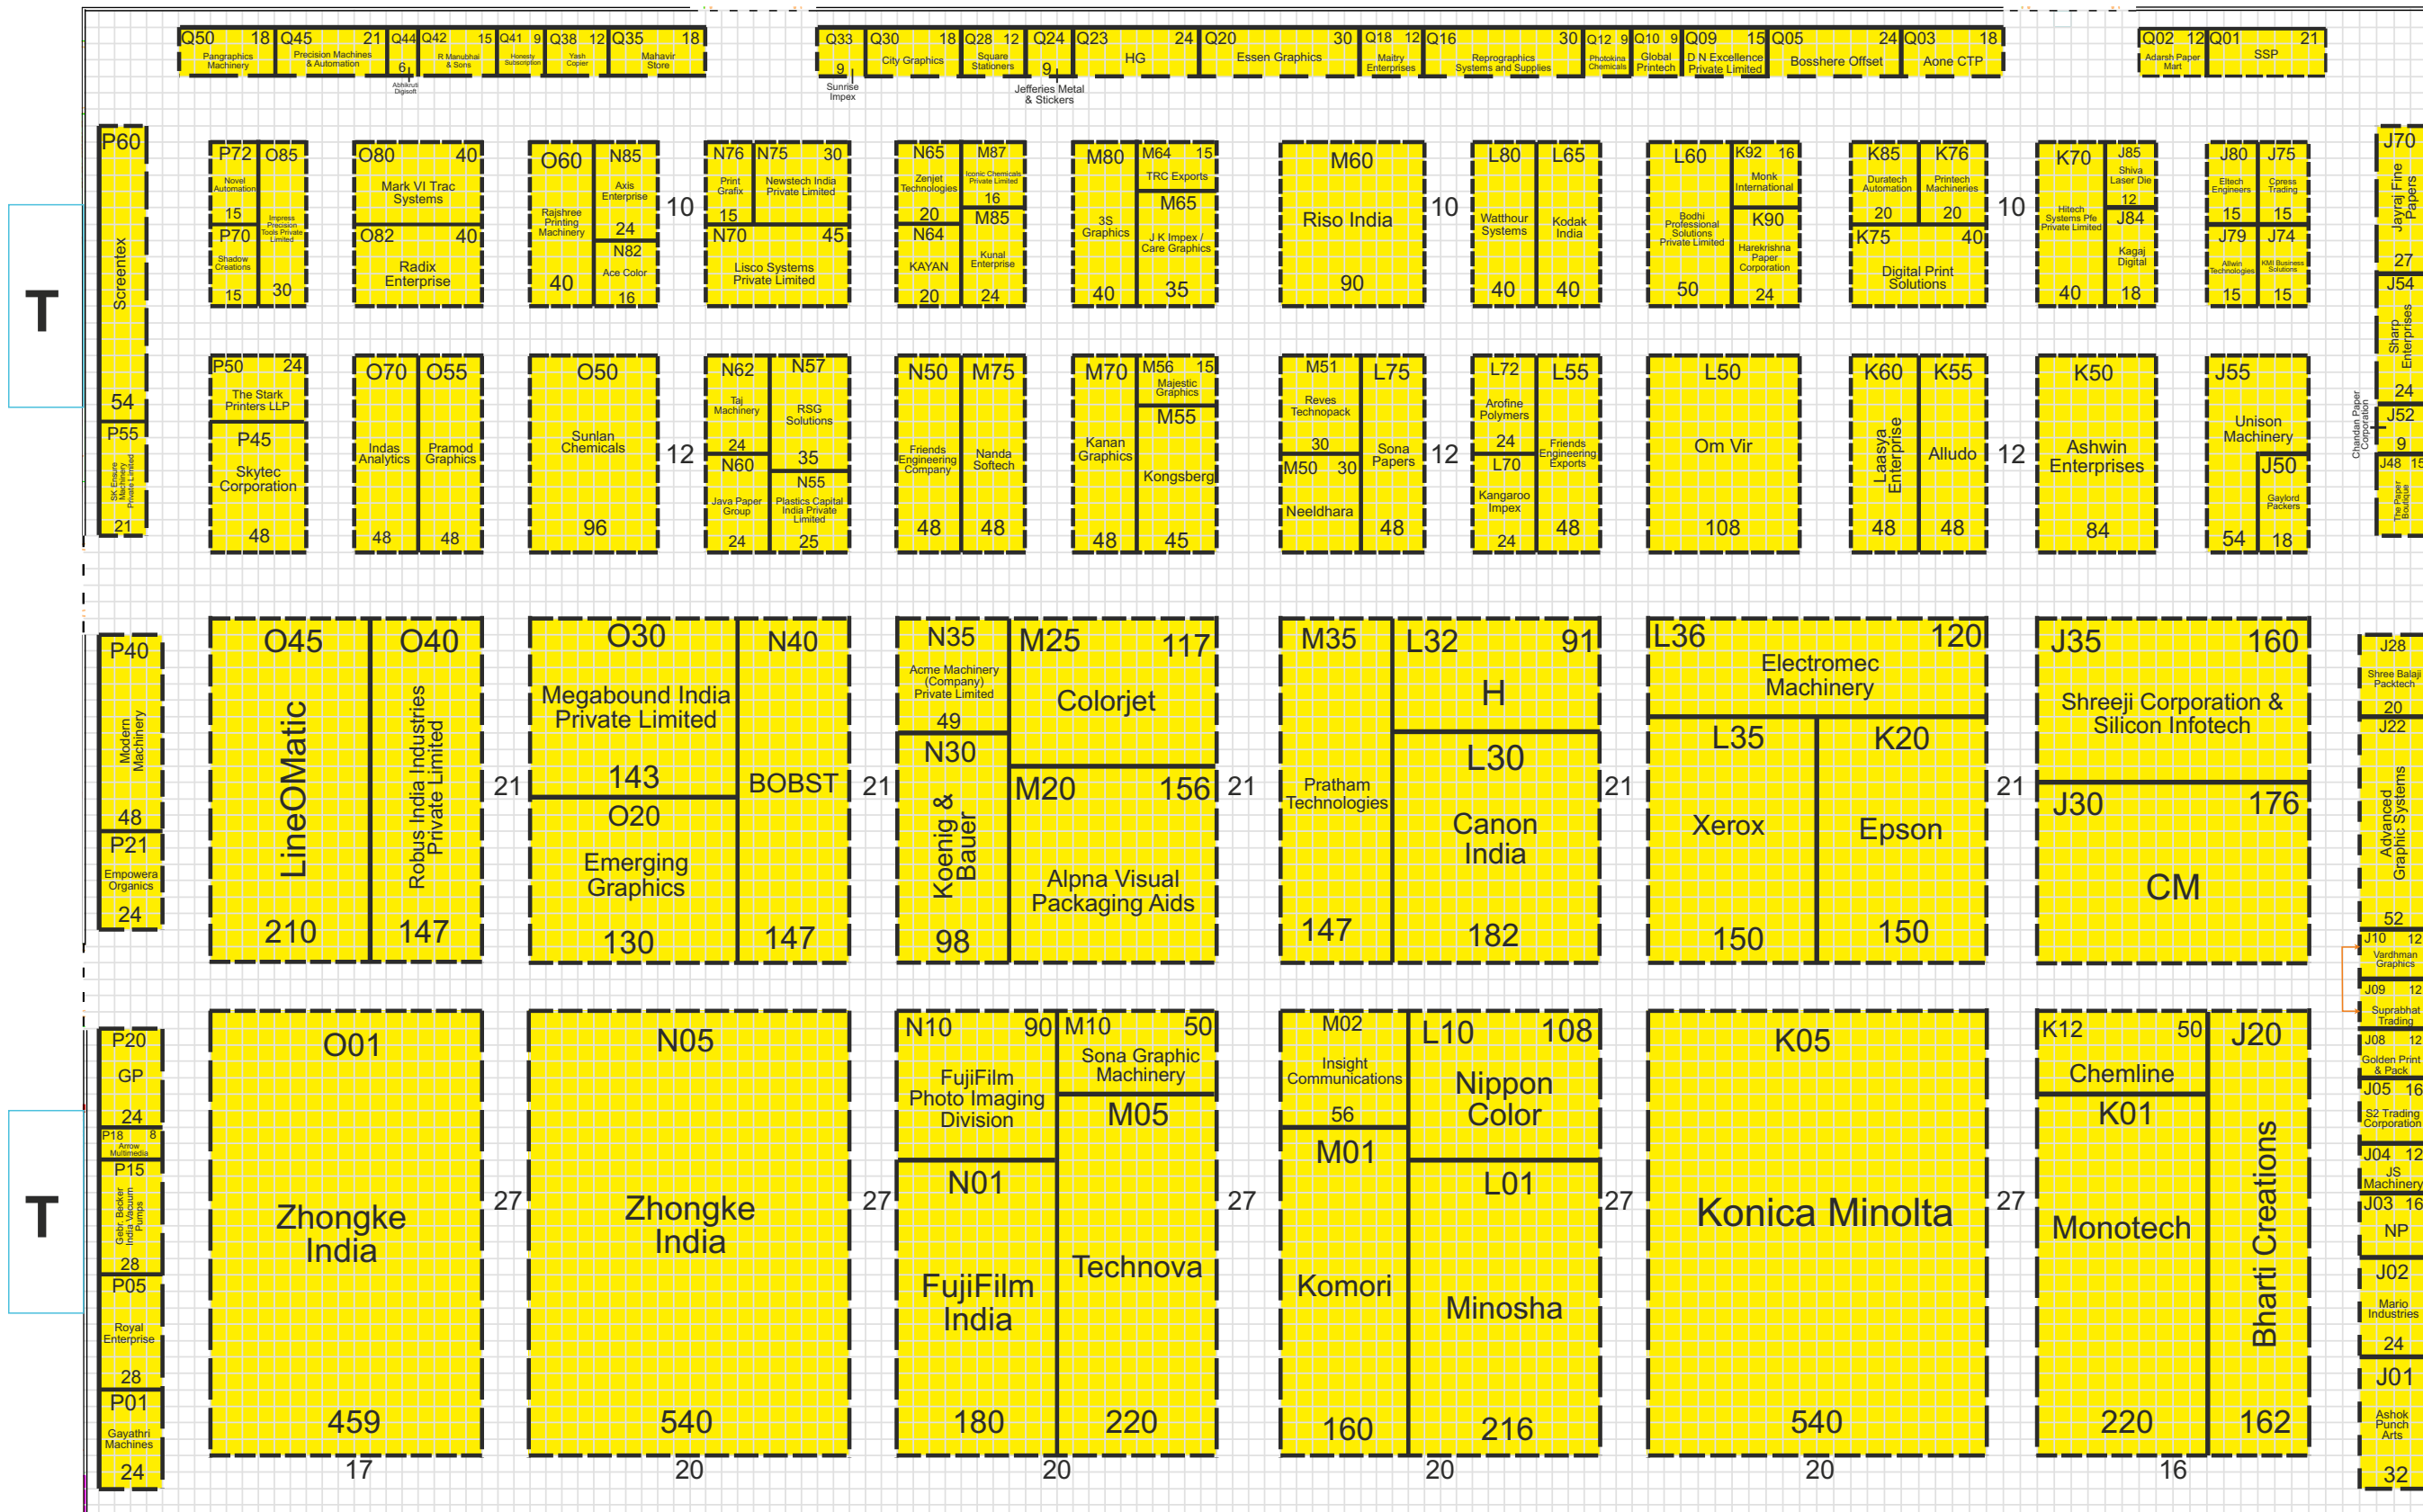 Q50 18
Pangraphics
Machinery
Q45 21
Precision Machines
& Automation
Q44
6
Abhikrut
Digisoft
Q42 15
R Manubhai
& Sons
Q41 9
Honesty
Subscription
Q38 12
Yash
Copier
Q35 18
Mahavir
Store
Q33
9
Sunrise
Impex
Q30 18
City Graphics
Q28 12
Square
Stationers
Q24
9
Jefferies Metal
& Stickers
Q23 24
HG
Q20 30
Essen Graphics
Q18 12
Maitry
Enterprises
Q16 30
Reprographics
Systems and Supplies
Q12 9
Photokina
Chemicals
Q10 9
Global
Printech
Q09 15
D N Excellence
Private Limited
Q05 24
Bosshere Offset
Q03 18
Aone CTP
Q02 12
Adarsh Paper
Mart
Q01 21
SSP
T
P60
Screentex
54
P55
SK Ensure
Machinery
Private Limited
21
P72
Novel
Automation
15
O85
Impress
Precision
Tools Private
Limited
30
P70
Shadow
Creations
15
O80 40
Mark VI Trac
Systems
O82 40
Radix
Enterprise
O60
Rajshree
Printing
Machinery
40
N85
Axis
Enterprise
24
N82
Ace Color
16
10
N76
Print
Grafix
15
N75 30
Newstech India
Private Limited
N70 45
Lisco Systems
Private Limited
N65
Zenjet
Technologies
20
N64
KAYAN
20
M87
Iconic Chemicals
Private Limited
16
M85
Kunal
Enterprise
24
M80
3S
Graphics
40
M64 15
TRC Exports
M65
J K Impex /
Care Graphics
35
M60
Riso India
90
10
L80
Watthour
Systems
40
L65
Kodak
India
40
L60
Bodhi
Professional
Solutions
Private Limited
50
K92 16
Monk
International
K90
Harekrishna
Paper
Corporation
24
K85
Duratech
Automation
20
K76
Printech
Machineries
20
K75 40
Digital Print
Solutions
10
K70
Hitech
Systems Pfe
Private Limited
40
J85
Shiva
Laser Die
12
J84
Kagaj
Digital
18
J80
Eltech
Engineers
15
J75
Cpress
Trading
15
J79
Allwin
Technologies
15
J74
KMI Business
Solutions
15
J70
Jayraj Fine
Papers
27
J54
Sharp
Enterprises
24
J52
9
Chandan Paper
Corporation
J48 15
The Paper
Boutique
P50 24
The Stark
Printers LLP
P45
Skytec
Corporation
48
O70
Indas
Analytics
48
O55
Pramod
Graphics
48
O50
Sunlan
Chemicals
96
12
N62
Taj
Machinery
24
N60
Java Paper
Group
24
N57
RSG
Solutions
35
N55
Plastics Capital
India Private
Limited
25
N50
Friends
Engineering
Company
48
M75
Nanda
Softech
48
M70
Kanan
Graphics
48
M56 15
Majestic
Graphics
M55
Kongsberg
45
M51
Reves
Technopack
30
M50 30
Neeldhara
L75
Sona
Papers
48
12
L72
Arofine
Polymers
24
L70
Kangaroo
Impex
24
L55
Friends
Engineering
Exports
48
L50
Om Vir
108
K60
Laasya
Enterprise
48
K55
Alludo
48
12
K50
Ashwin
Enterprises
84
J55
Unison
Machinery
54
J50
Gaylord
Packers
18
P40
Modern
Machinery
48
P21
Empowera
Organics
24
O45
LineOMatic
210
O40
Robus India Industries
Private Limited
147
21
O30
Megabound India
Private Limited
143
O20
Emerging
Graphics
130
N40
BOBST
147
21
N35
Acme Machinery
(Company)
Private Limited
49
N30
Koenig &
Bauer
98
M25 117
Colorjet
M20 156
Alpna Visual
Packaging Aids
21
M35
Pratham
Technologies
147
L32 91
H
L30
Canon
India
182
21
L36 120
Electromec
Machinery
L35
Xerox
150
K20
Epson
150
21
J35 160
Shreeji Corporation &
Silicon Infotech
J30 176
CM
J28
Shree Balaji
Packtech
20
J22
Advanced
Graphic Systems
52
J10 12
Vardhman
Graphics
J09 12
Suprabhat
Trading
J08 12
Golden Print
& Pack
J05 16
S2 Trading
Corporation
J04 12
JS
Machinery
J03 16
NP
J02
Mario
Industries
24
J01
Ashok
Punch
Arts
32
T
P20
GP
24
P18 8
Arrow
Multimedia
P15
Gebr. Becker
India Vacuum
Pumps
28
P05
Royal
Enterprise
28
P01
Gayathri
Machines
24
O01
Zhongke
India
459
17
27
N05
Zhongke
India
540
20
27
N10 90
FujiFilm
Photo Imaging
Division
N01
FujiFilm
India
180
M10 50
Sona Graphic
Machinery
M05
Technova
220
20
27
M02
Insight
Communications
56
M01
Komori
160
L10 108
Nippon
Color
L01
Minosha
216
20
27
K05
Konica Minolta
540
20
27
K12 50
Chemline
K01
Monotech
220
J20
Bharti Creations
162
16